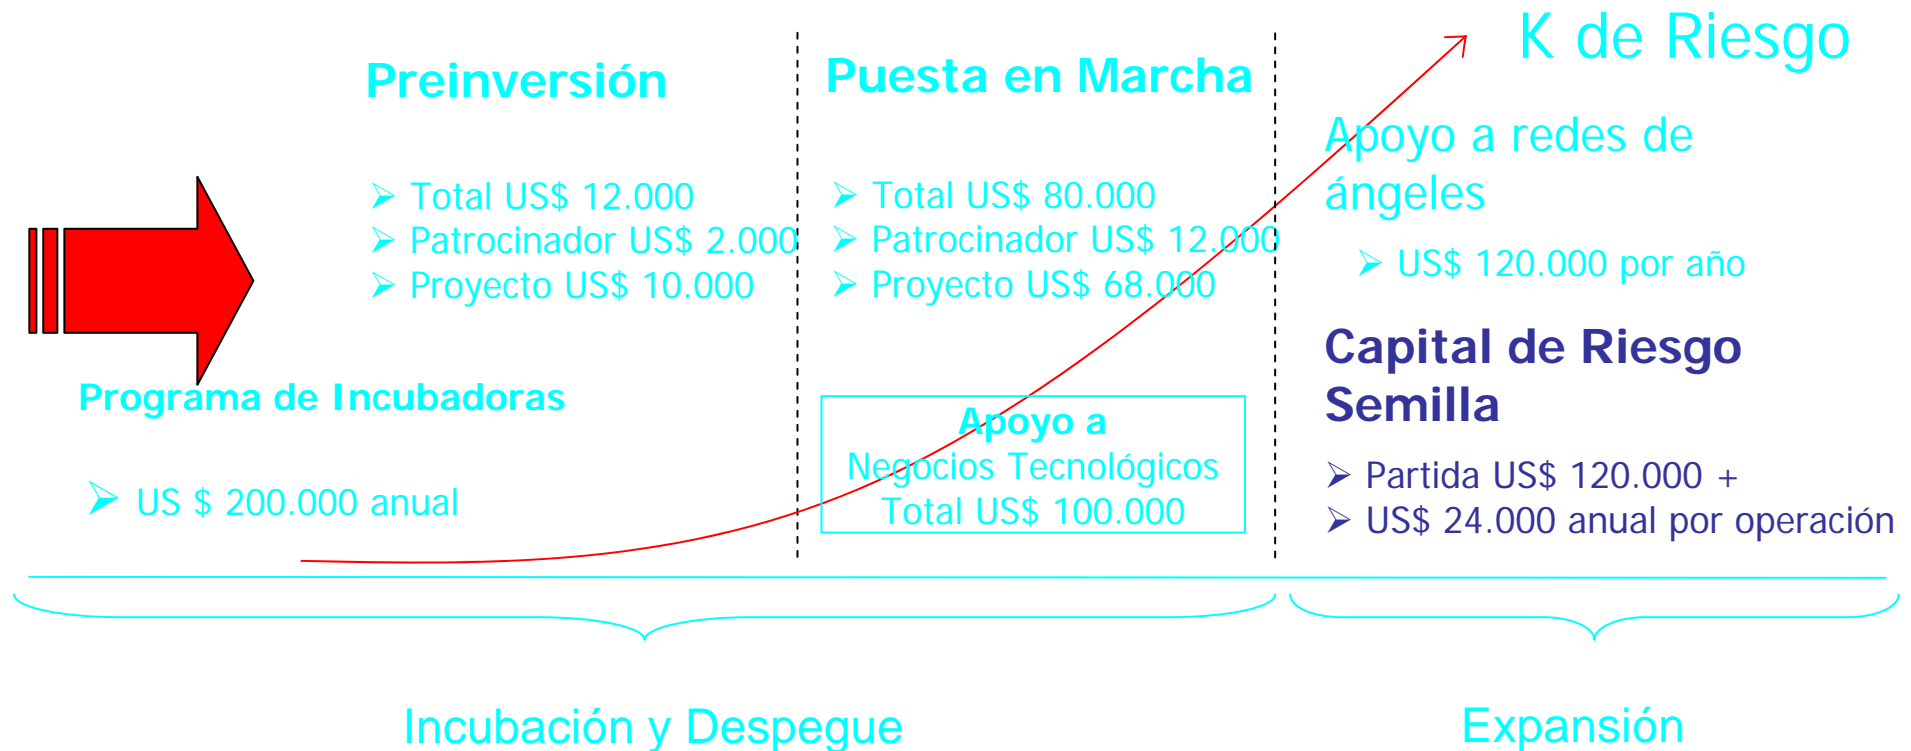 Preinversión
Total US$ 12.000
Patrocinador US$ 2.000
Proyecto US$ 10.000
Programa de Incubadoras
US $ 200.000 anual
Puesta en Marcha
Total US$ 80.000
Patrocinador US$ 12.000
Proyecto US$ 68.000
Apoyo a
Negocios Tecnológicos
Total US$ 100.000
K de Riesgo
Apoyo a redes de
ángeles
US$ 120.000 por año
Capital de Riesgo
Semilla
Partida US$ 120.000 +
US$ 24.000 anual por operación
Incubación y Despegue
Expansión